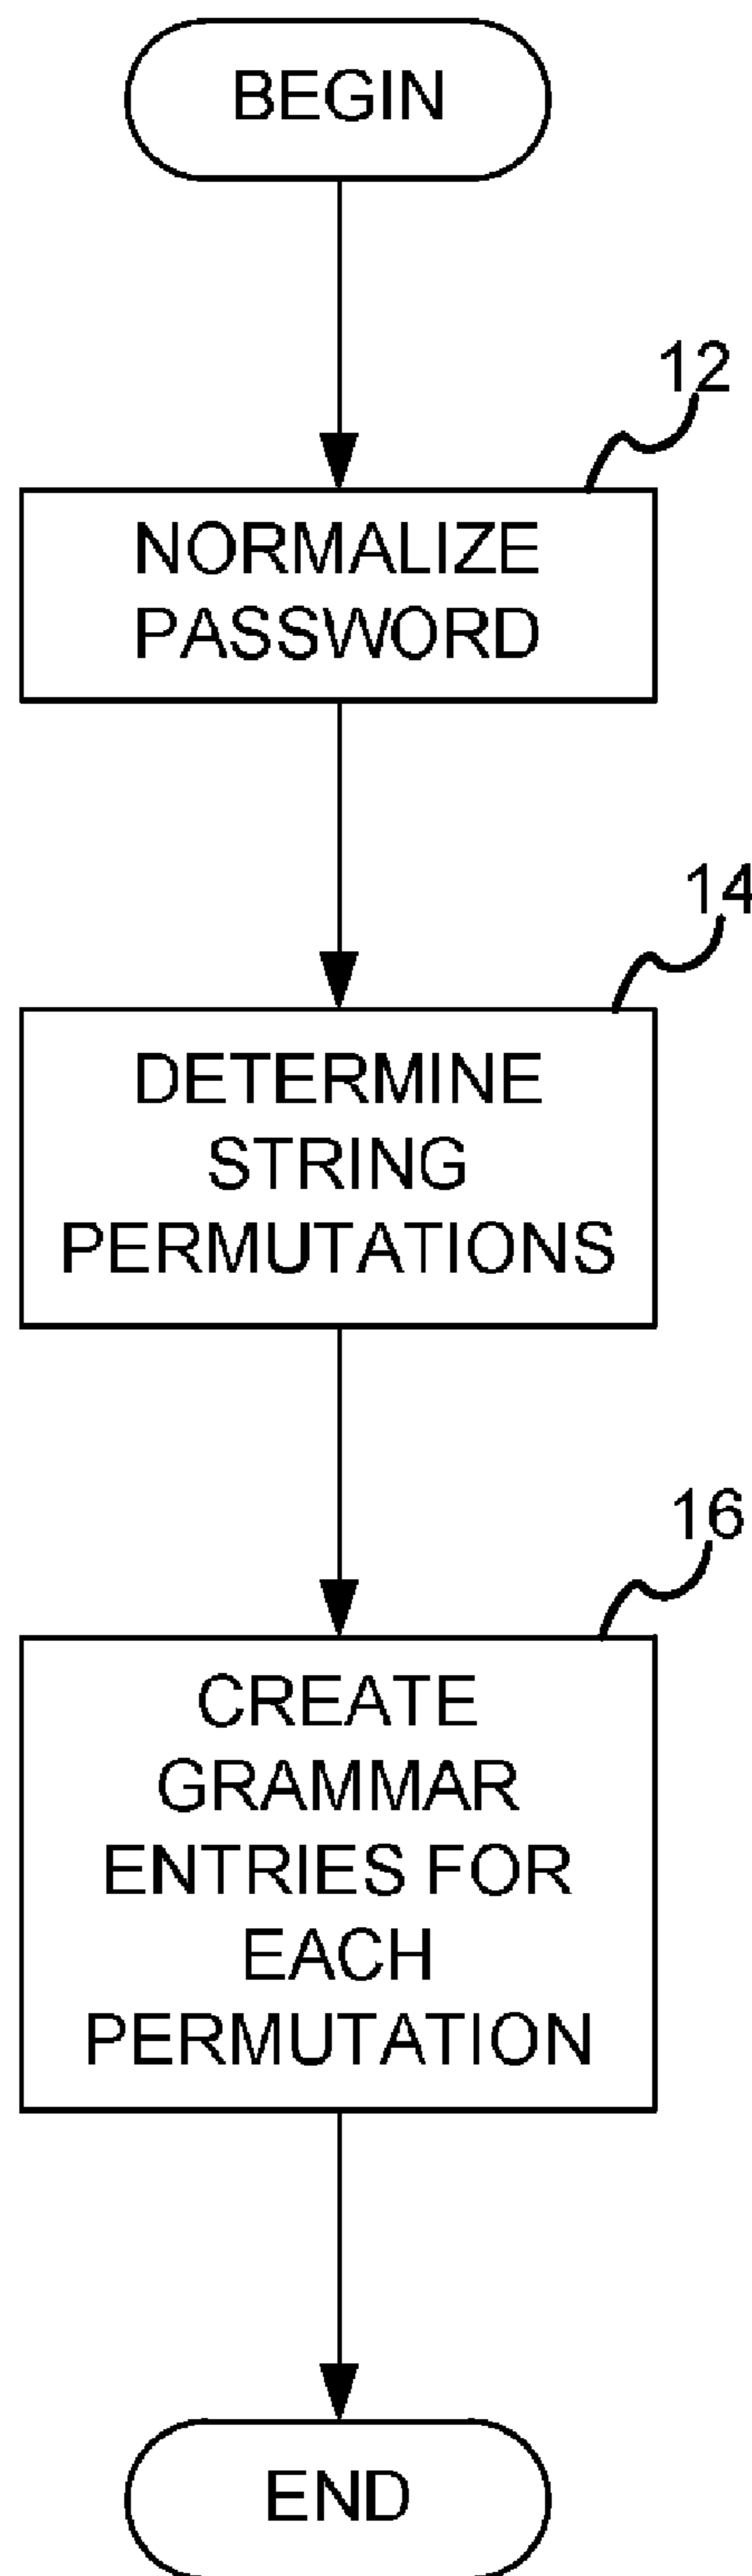 BEGIN
12
NORMALIZE
PASSWORD
14
DETERMINE
STRING
PERMUTATIONS
16
CREATE
GRAMMAR
ENTRIES FOR
EACH
PERMUTATION
END